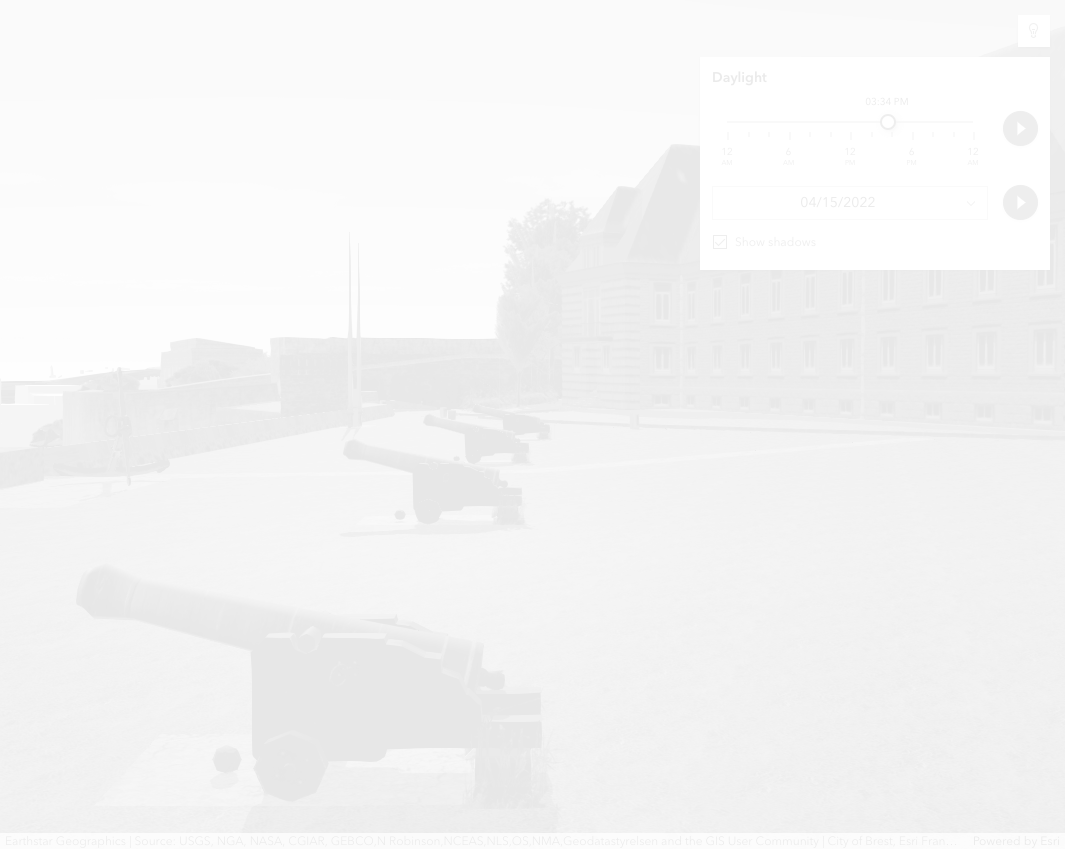 Daylight
03:34 PM
12 6 12 6 12
AM AM PM PM AM
04/15/2022
Show shadows
Earthstar Geographics | Source: USGS, NGA, NASA, CGIAR, GEBCO,N Robinson,NCEAS,NLS,OS,NMA,Geodatastyrelsen and the GIS User Community | City of Brest, Esri Fran... Powered by Esri